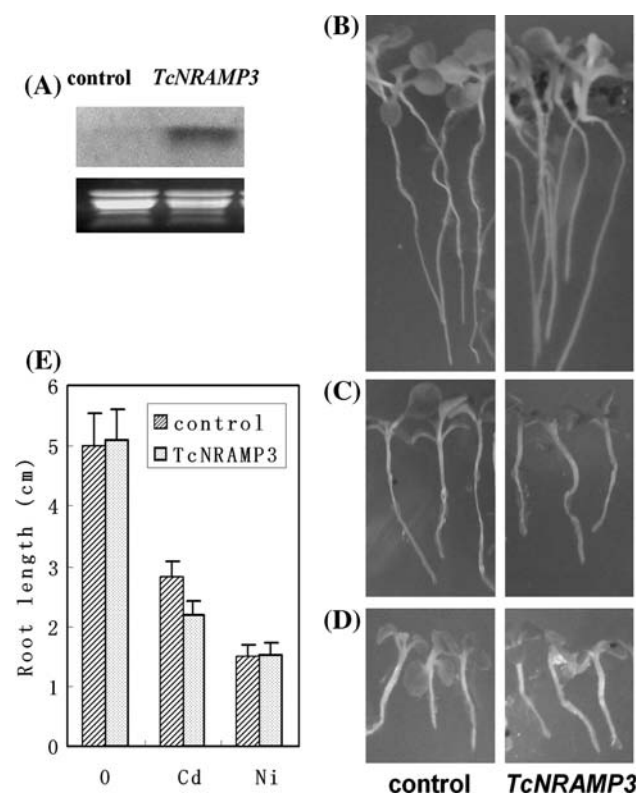 (A)
control TcNRAMP3
(B)
(E)
6
5
4
3
2
1
0
Root length (cm)
control
TcNRAMP3
0 Cd Ni
(C)
(D)
control TcNRAMP3